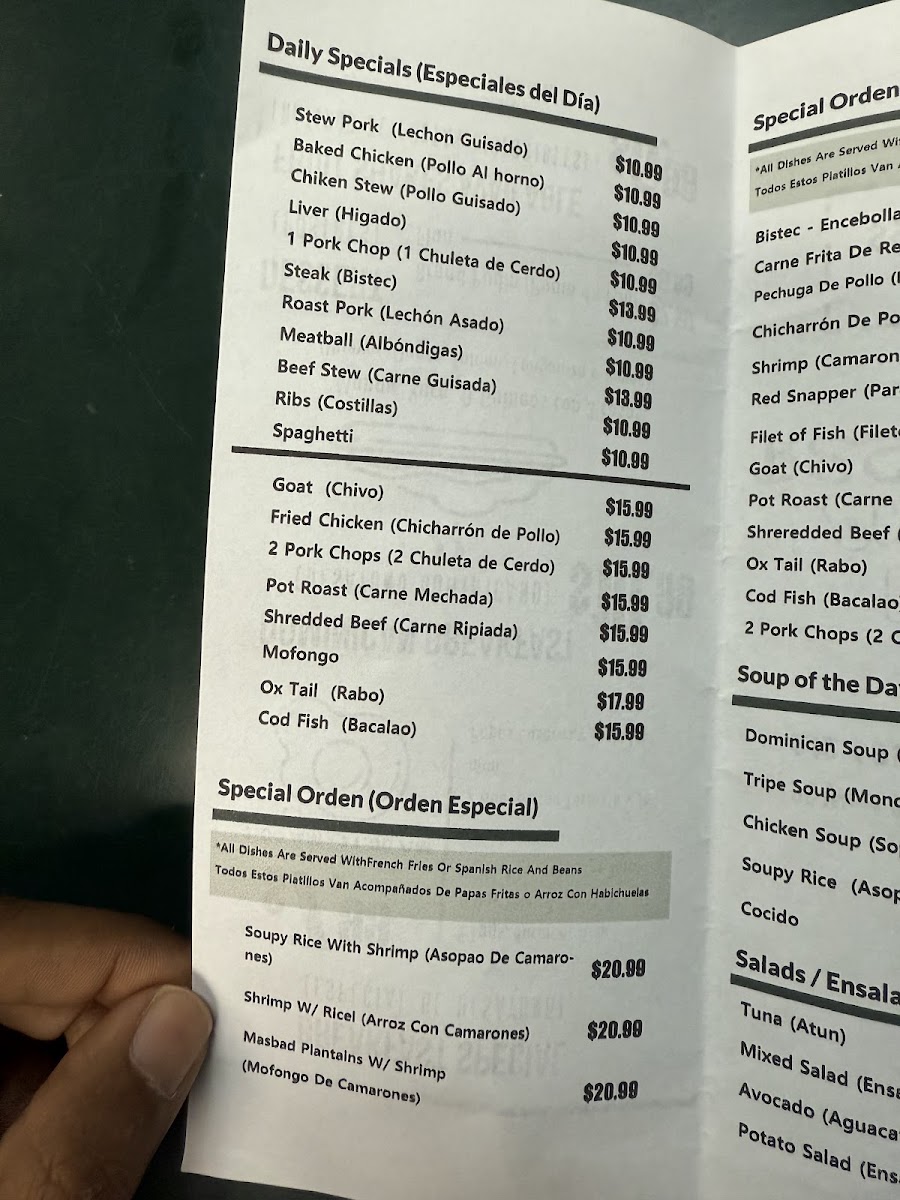 Daily Specials (Especiales del Día)
Stew Pork (Lechon Guisado) $10.99
Baked Chicken (Pollo Al horno) $10.99
Chiken Stew (Pollo Guisado) $10.99
Liver (Higado) $10.99
1 Pork Chop (1 Chuleta de Cerdo) $10.99
Steak (Bistec) $13.99
Roast Pork (Lechón Asado) $10.99
Meatball (Albóndigas) $10.99
Beef Stew (Carne Guisada) $13.99
Ribs (Costillas) $10.99
Spaghetti $10.99
Goat (Chivo) $15.99
Fried Chicken (Chicharrón de Pollo) $15.99
2 Pork Chops (2 Chuleta de Cerdo) $15.99
Pot Roast (Carne Mechada) $15.99
Shredded Beef (Carne Ripiada) $15.99
Mofongo $15.99
Ox Tail (Rabo) $17.99
Cod Fish (Bacalao) $15.99
Special Orden (Orden Especial)
*All Dishes Are Served WithFrench Fries Or Spanish Rice And Beans
Todos Estos Platillos Van Acompañados De Papas Fritas o Arroz Con Habichuelas
Soupy Rice With Shrimp (Asopao De Camaro-
nes) $20.99
Shrimp W/ Ricel (Arroz Con Camarones) $20.99
Masbad Plantains W/ Shrimp
(Mofongo De Camarones) $20.99
Special Orden
*All Dishes Are Served
Todos Estos Platillos Van
Bistec - Encebolla
Carne Frita De
Pechuga De Pollo
Chicharrón De
Shrimp (Camaron
Red Snapper
Filet of Fish (Filet
Goat (Chivo)
Pot Roast (Carne
Shreredded Beef (
Ox Tail (Rabo)
Cod Fish (Bacalao
2 Pork Chops (2
Soup of the
Dominican Soup (
Tripe Soup
Chicken Soup
Soupy Rice
Cocido
Salads / Ensala
Tuna (Atun)
Mixed Salad
Avocado (Aguaca
Potato Salad